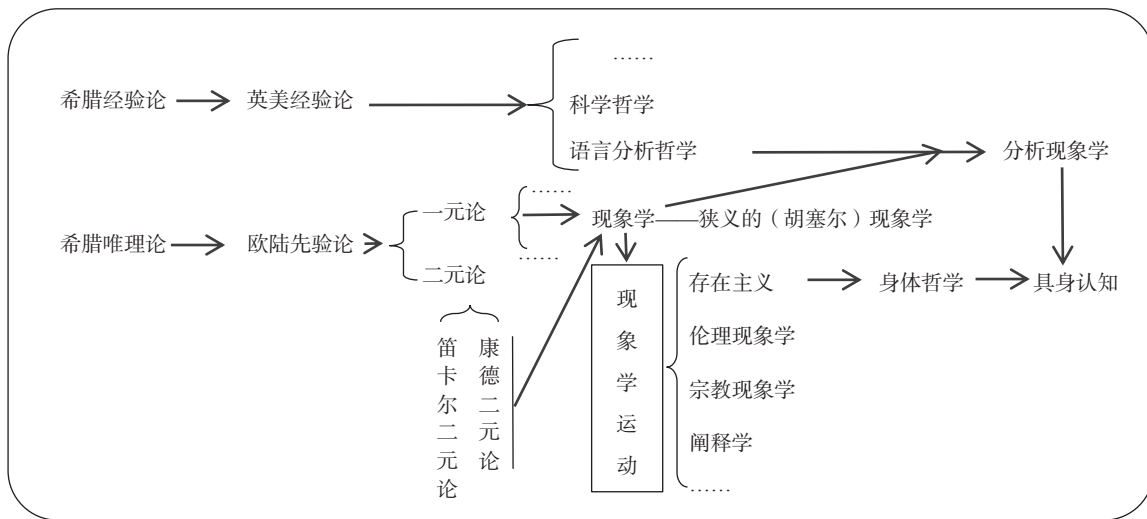 ……
希腊经验论
英美经验论
科学哲学
语言分析哲学
分析现象学
……
一元论
现象学——狭义的（胡塞尔）现象学
希腊唯理论
欧陆先验论
……
二元论
存在主义
身体哲学
具身认知
笛卡尔二元论
康德二元论
现象学运动
伦理现象学
宗教现象学
阐释学
……